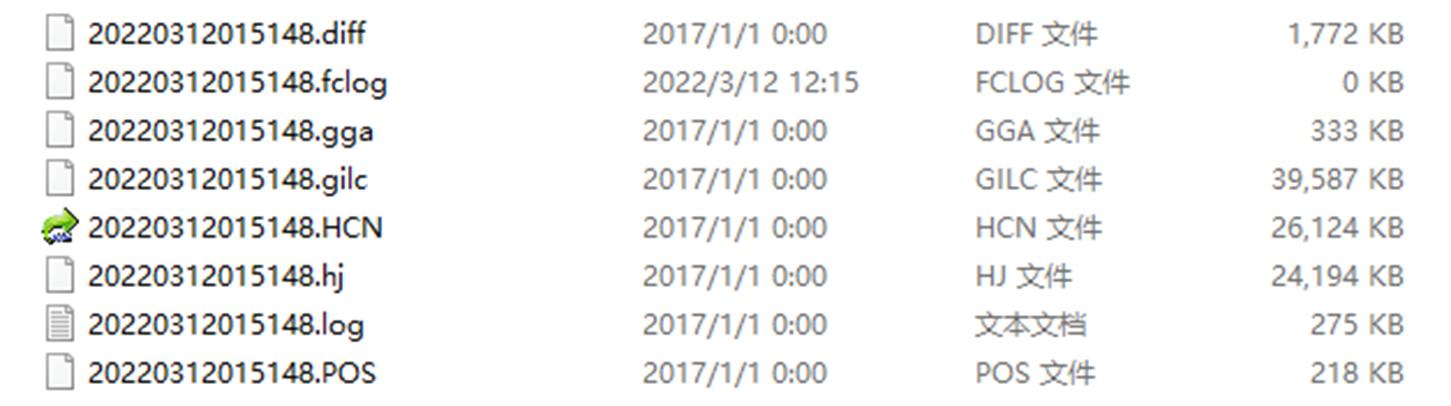 20220312015148.diff 2017/1/1 0:00 DIFF 文件 1,772 KB
20220312015148.fclog 2022/3/12 12:15 FCLOG 文件 0 KB
20220312015148.gga 2017/1/1 0:00 GGA 文件 333 KB
20220312015148.gilc 2017/1/1 0:00 GILC 文件 39,587 KB
20220312015148.HCN 2017/1/1 0:00 HCN 文件 26,124 KB
20220312015148.hj 2017/1/1 0:00 HJ 文件 24,194 KB
20220312015148.log 2017/1/1 0:00 文本文档 275 KB
20220312015148.POS 2017/1/1 0:00 POS 文件 218 KB